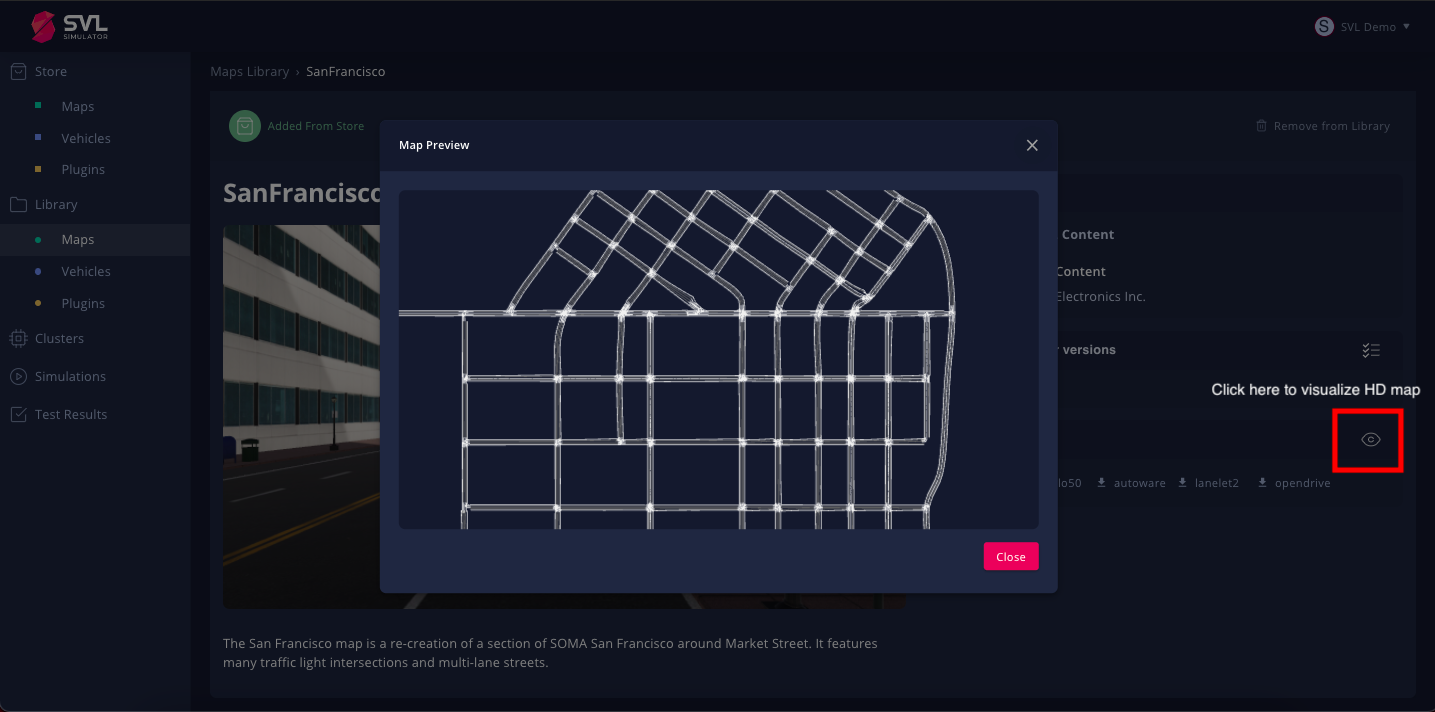 SVL
SIMULATOR
SVL Demo
Store
Maps
Vehicles
Plugins
Library
Maps
Vehicles
Plugins
Clusters
Simulations
Test Results
Maps Library › SanFrancisco
Added From Store
Remove from Library
SanFrancisco
Map Preview
Close
Content
Content
Electronics Inc.
versions
Click here to visualize HD map
lo50 autoware lanelet2 opendrive
The San Francisco map is a re-creation of a section of SOMA San Francisco around Market Street. It features
many traffic light intersections and multi-lane streets.